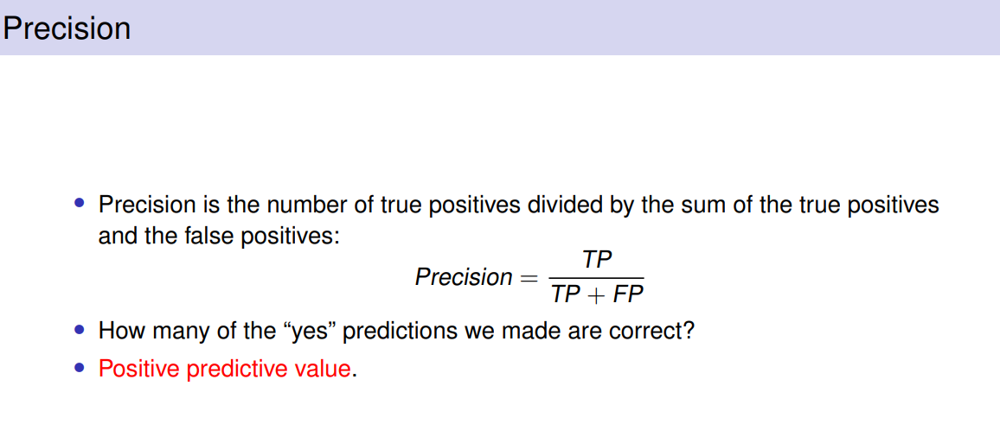 Precision
• Precision is the number of true positives divided by the sum of the true positives
and the false positives:
Precision = TP / (TP + FP)
• How many of the “yes” predictions we made are correct?
• Positive predictive value.